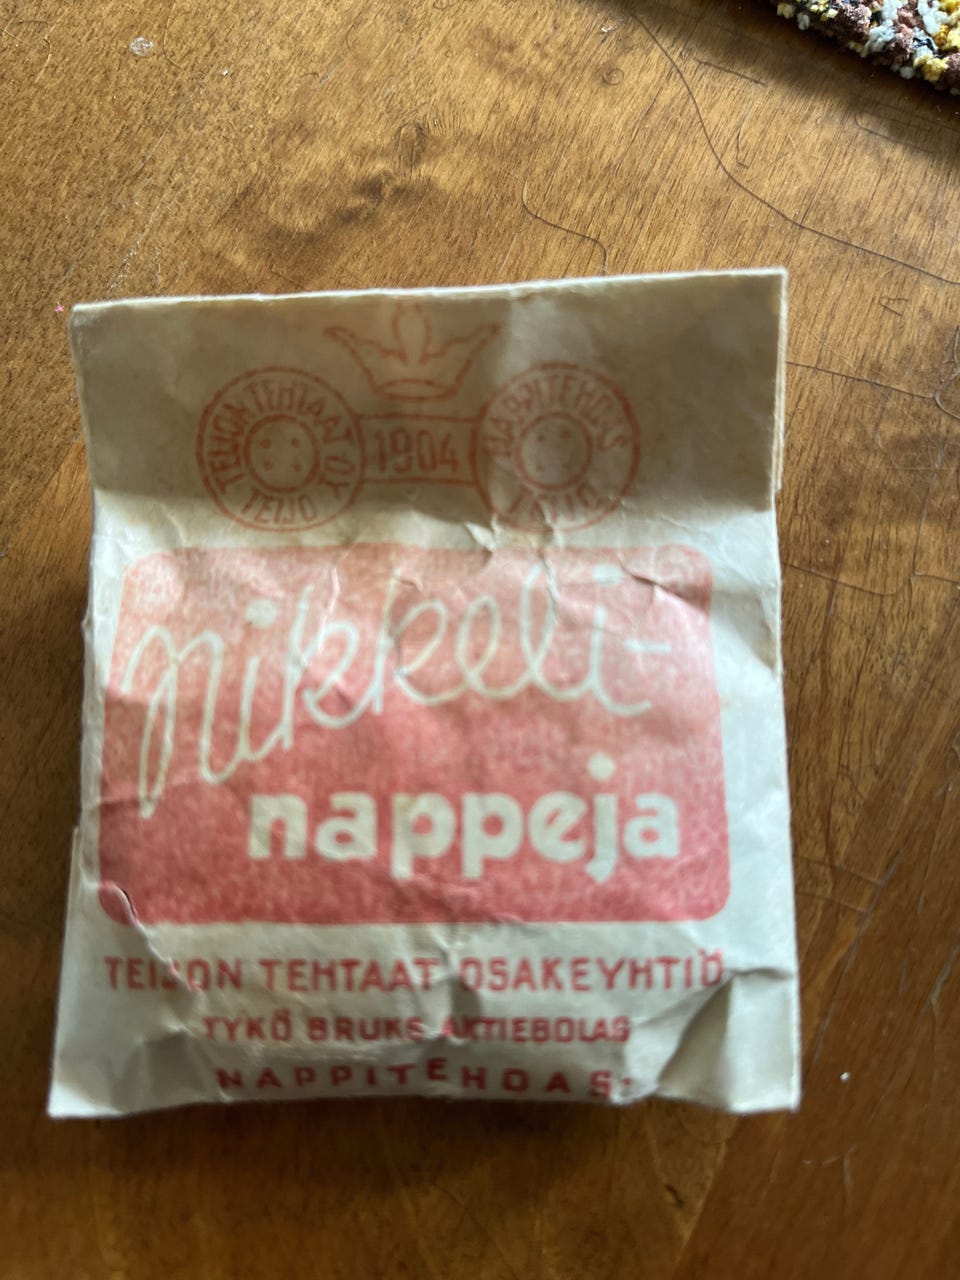 TEIJON TEHTAAT OY
TEIJO
1904
NAPPITEHDAS
TEIJO
nikkeli-
nappeja
TEIJON TEHTAAT OSAKEYHTIÖ
TYKÖ BRUKS AKTIEBOLAG
NAPPITEHDAS